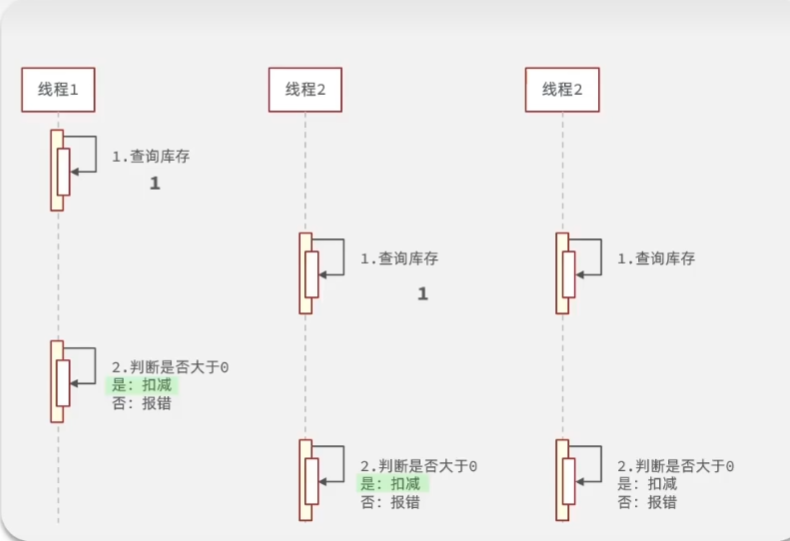 线程1
线程2
线程2
1.查询库存
1
1.查询库存
1
1.查询库存
2.判断是否大于0
是: 扣减
否: 报错
2.判断是否大于0
是: 扣减
否: 报错
2.判断是否大于0
是: 扣减
否: 报错